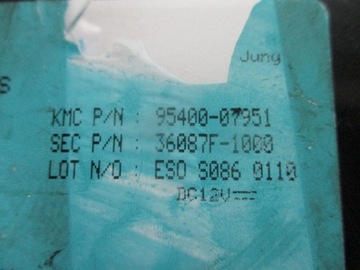 Jung
S
KMC P/N : 95400-07951
SEC P/N : 36087F-1000
LOT N/O : ESO S086 0110
DC12V⎓